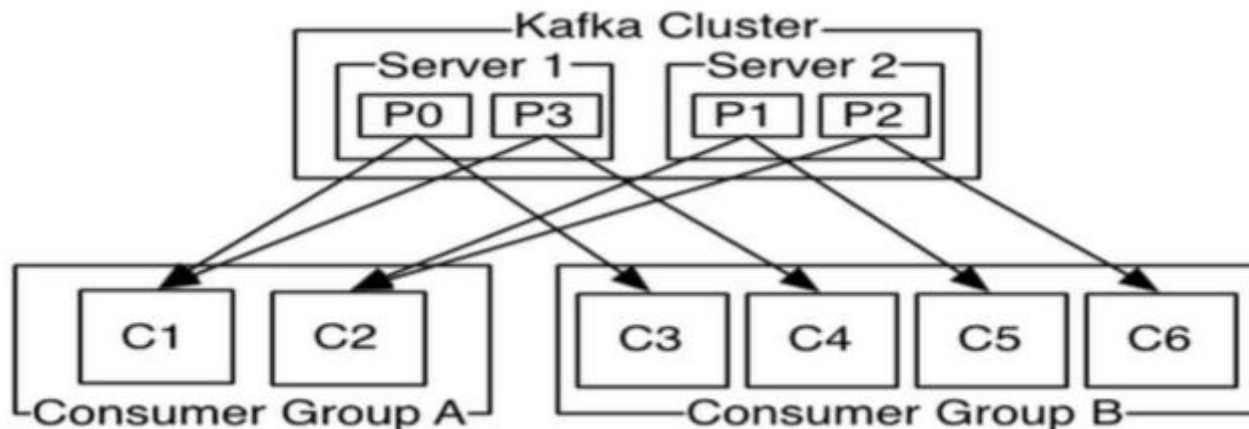 Kafka Cluster
Server 1 Server 2
P0 P3 P1 P2
C1 C2 C3 C4 C5 C6
Consumer Group A Consumer Group B